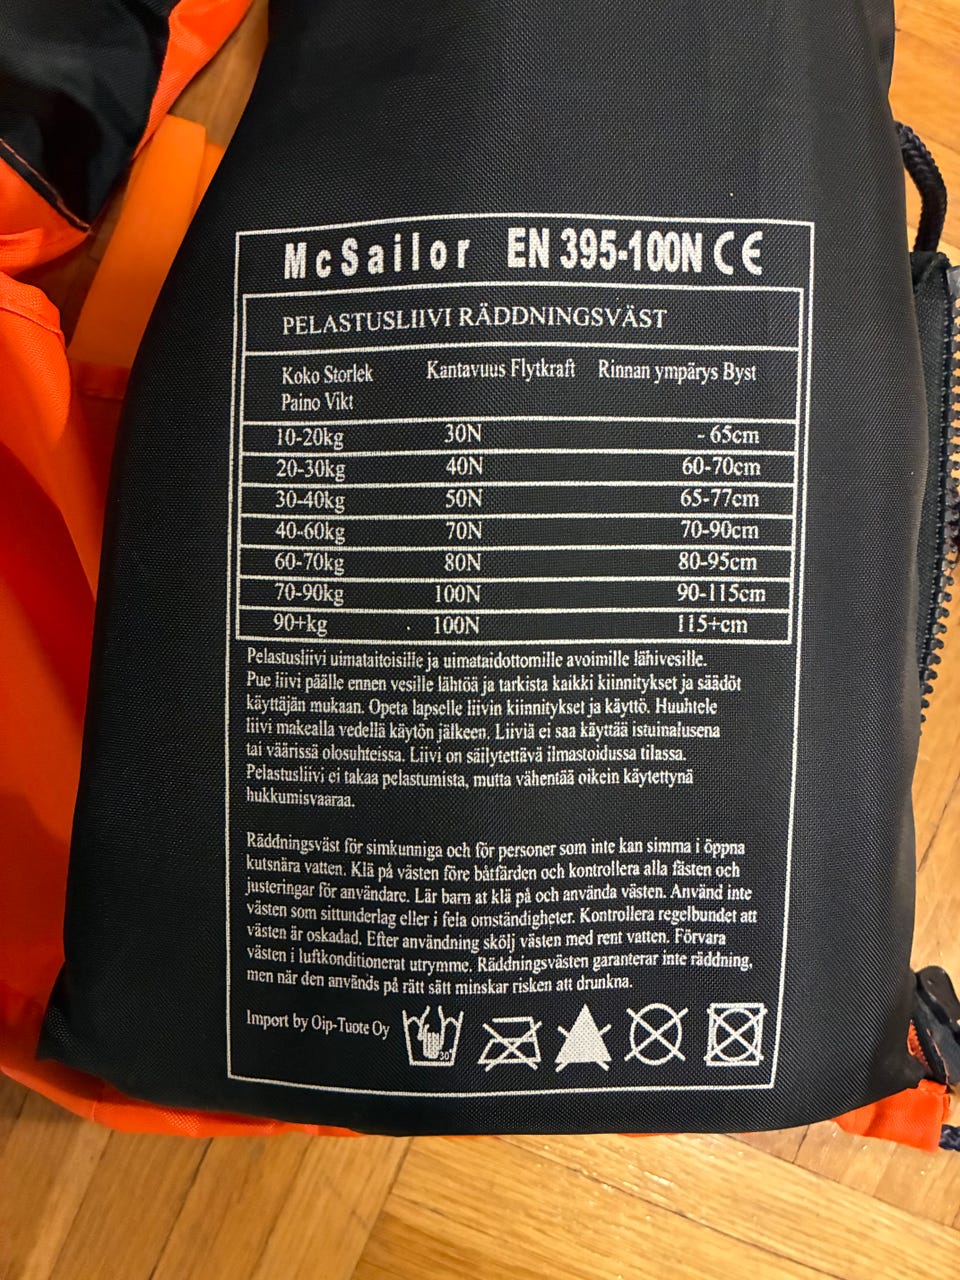 McSailor EN 395-100N CE
PELASTUSLIIVI RÄDDNINGSVÄST
Koko Storlek Kantavuus Flytkraft Rinnan ympärys Byst
Paino Vikt
10-20kg 30N - 65cm
20-30kg 40N 60-70cm
30-40kg 50N 65-77cm
40-60kg 70N 70-90cm
60-70kg 80N 80-95cm
70-90kg 100N 90-115cm
90+kg 100N 115+cm
Pelastusliivi uimataitoisille ja uimataidottomille avoimille lähivesille.
Pue liivi päälle ennen vesille lähtöä ja tarkista kaikki kiinnitykset ja säädöt
käyttäjän mukaan. Opeta lapselle liivin kiinnitykset ja käyttö. Huuhtele
liivi makealla vedellä käytön jälkeen. Liiviä ei saa käyttää istuinalusena
tai väärissä olosuhteissa. Liivi on säilytettävä ilmastoidussa tilassa.
Pelastusliivi ei takaa pelastumista, mutta vähentää oikein käytettynä
hukkumisvaaraa.
Räddningsväst för simkunniga och för personer som inte kan simma i öppna
kutsnära vatten. Klä på västen före båtfärden och kontrollera alla fästen och
justeringar för användare. Lär barn at klä på och använda västen. Använd inte
västen som sittunderlag eller i fela omständigheter. Kontrollera regelbundet att
västen är oskadad. Efter användning skölj västen med rent vatten. Förvara
västen i luftkonditionerat utrymme. Räddningsvästen garanterar inte räddning,
men när den används på rätt sätt minskar risken att drunkna.
Import by Oip-Tuote Oy 30°